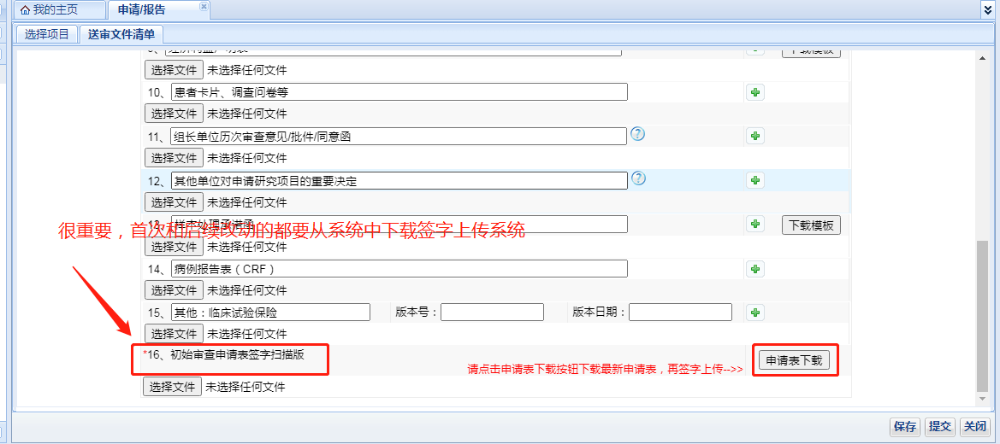 我的主页 申请/报告
选择项目 送审文件清单
下载模板
选择文件 未选择任何文件
10、 患者卡片、调查问卷等
选择文件 未选择任何文件
11、 组长单位历次审查意见/批件/同意函
选择文件 未选择任何文件
12、 其他单位对申请研究项目的重要决定
选择文件 未选择任何文件
13、 样本处理承诺函 下载模板
很重要，首次和后续改动的都要从系统中下载签字上传系统
选择文件 未选择任何文件
14、 病例报告表（CRF）
选择文件 未选择任何文件
15、 其他：临床试验保险 版本号： 版本日期：
选择文件 未选择任何文件
*16、初始审查申请表签字扫描版 申请表下载
请点击申请表下载按钮下载最新申请表，再签字上传-->>
选择文件 未选择任何文件
保存 提交 关闭